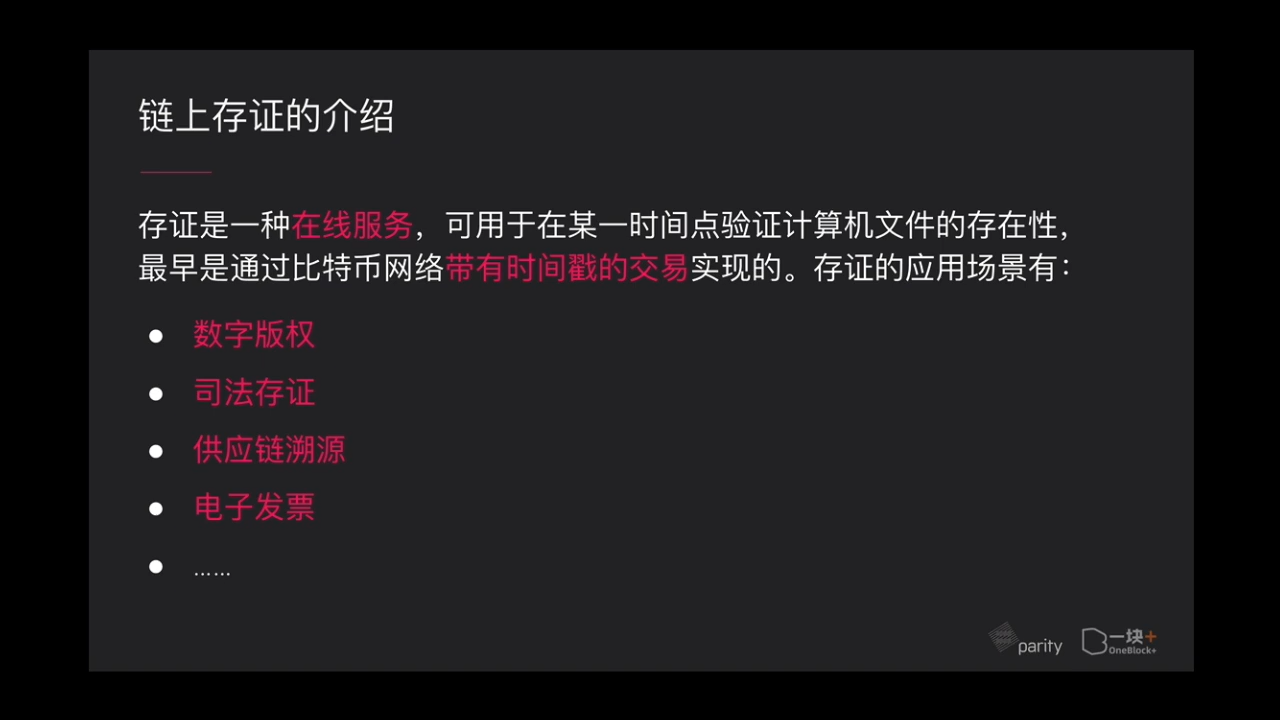 链上存证的介绍
存证是一种在线服务，可用于在某一时间点验证计算机文件的存在性，
最早是通过比特币网络带有时间戳的交易实现的。存证的应用场景有：
● 数字版权
● 司法存证
● 供应链溯源
● 电子发票
● ……
parity
一块+
OneBlock+